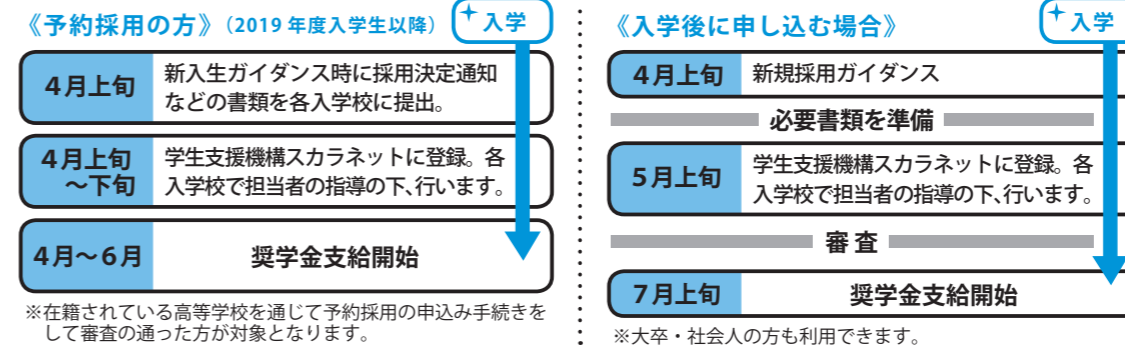 《予約採用の方》（2019 年度入学生以降）
入学
4月上旬
新入生ガイダンス時に採用決定通知
などの書類を各入学校に提出。
4月上旬
～下旬
学生支援機構スカラネットに登録。各
入学校で担当者の指導の下、行います。
4月～6月
奨学金支給開始
※在籍されている高等学校を通じて予約採用の申込み手続きを
して審査の通った方が対象となります。
《入学後に申し込む場合》
入学
4月上旬
新規採用ガイダンス
必要書類を準備
5月上旬
学生支援機構スカラネットに登録。各
入学校で担当者の指導の下、行います。
審 査
7月上旬
奨学金支給開始
※大卒・社会人の方も利用できます。